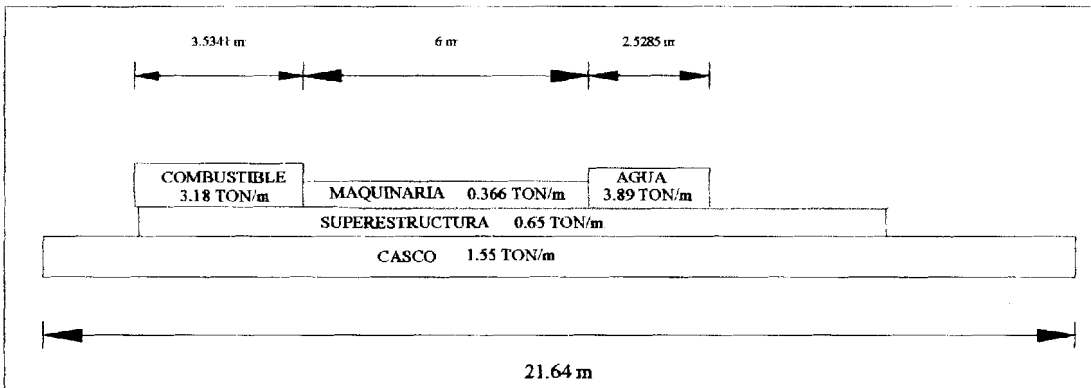 3.5341 m 6 m 2.5285 m
COMBUSTIBLE
3.18 TON/m
MAQUINARIA 0.366 TON/m
AGUA
3.89 TON/m
SUPERESTRUCTURA 0.65 TON/m
CASCO 1.55 TON/m
21.64 m